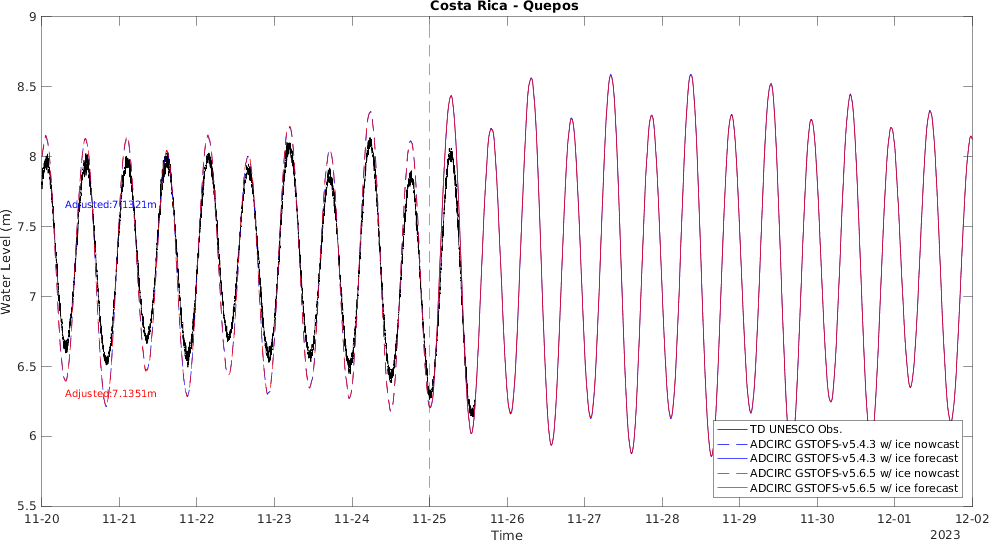 Costa Rica - Quepos
9
8.5
8
7.5
7
6.5
6
5.5
Water Level (m)
Adjusted:7.1321m
Adjusted:7.1351m
TD UNESCO Obs.
ADCIRC GSTOFS-v5.4.3 w/ ice nowcast
ADCIRC GSTOFS-v5.4.3 w/ ice forecast
ADCIRC GSTOFS-v5.6.5 w/ ice nowcast
ADCIRC GSTOFS-v5.6.5 w/ ice forecast
11-20 11-21 11-22 11-23 11-24 11-25 11-26 11-27 11-28 11-29 11-30 12-01 12-02
Time
2023